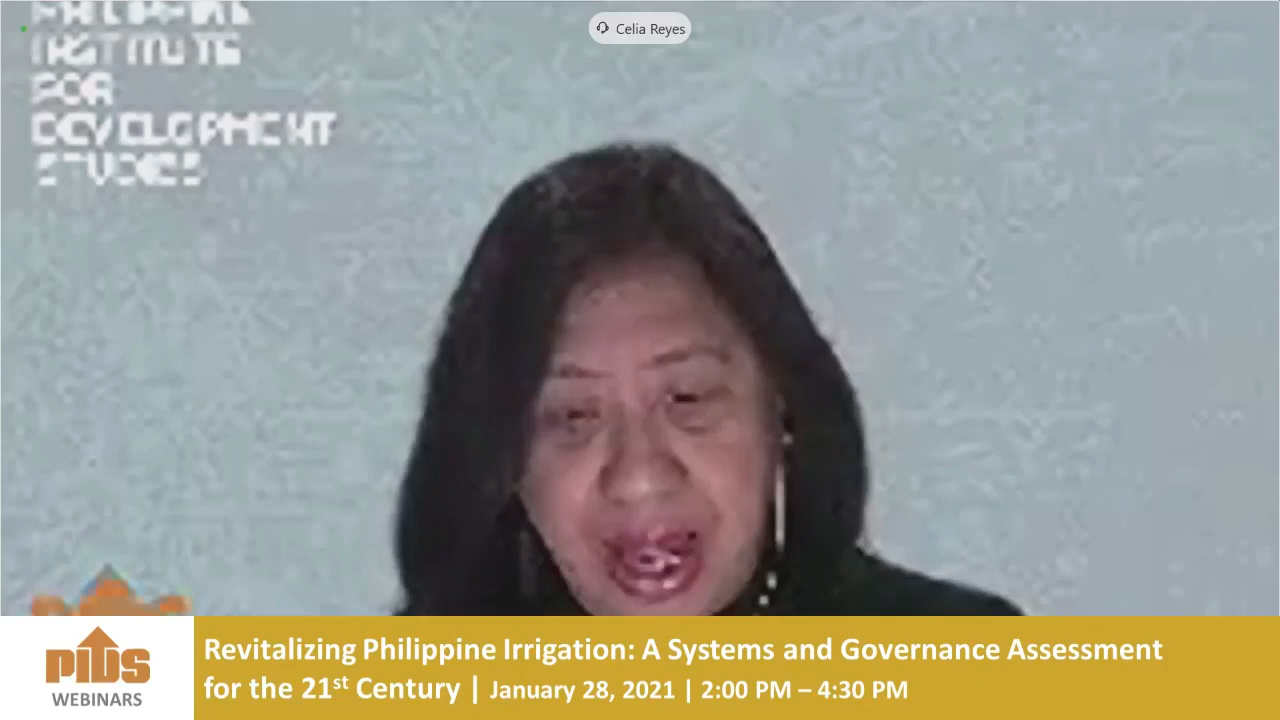 Celia Reyes
INSTITUTE
FOR
DEVELOPMENT
STUDIES
PIDS
WEBINARS
Revitalizing Philippine Irrigation: A Systems and Governance Assessment
for the 21st Century | January 28, 2021 | 2:00 PM – 4:30 PM